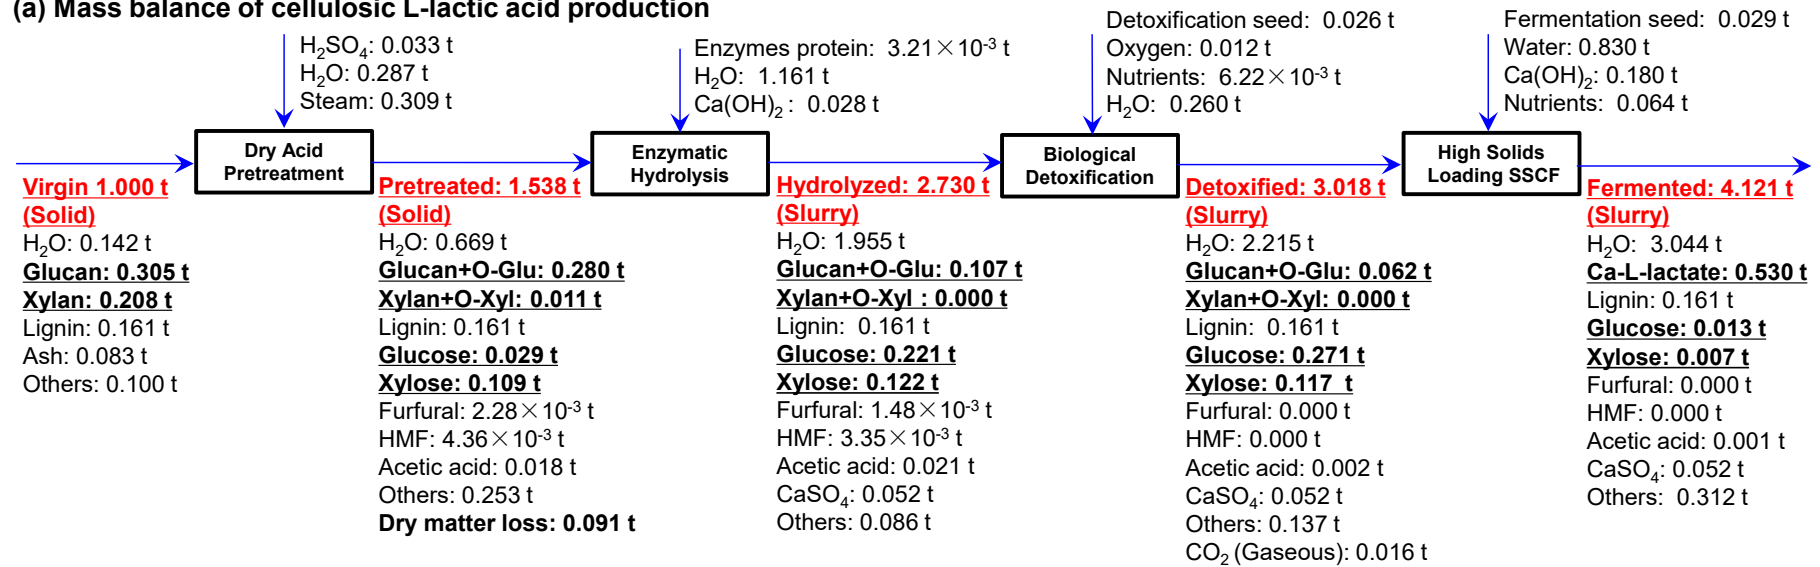 (a) Mass balance of cellulosic L-lactic acid production
H₂SO₄: 0.033 t
H₂O: 0.287 t
Steam: 0.309 t
Enzymes protein: 3.21×10⁻³ t
H₂O: 1.161 t
Ca(OH)₂ : 0.028 t
Detoxification seed: 0.026 t
Oxygen: 0.012 t
Nutrients: 6.22×10⁻³ t
H₂O: 0.260 t
Fermentation seed: 0.029 t
Water: 0.830 t
Ca(OH)₂: 0.180 t
Nutrients: 0.064 t
Dry Acid
Pretreatment
Enzymatic
Hydrolysis
Biological
Detoxification
High Solids
Loading SSCF
Virgin 1.000 t
(Solid)
H₂O: 0.142 t
Glucan: 0.305 t
Xylan: 0.208 t
Lignin: 0.161 t
Ash: 0.083 t
Others: 0.100 t
Pretreated: 1.538 t
(Solid)
H₂O: 0.669 t
Glucan+O-Glu: 0.280 t
Xylan+O-Xyl: 0.011 t
Lignin: 0.161 t
Glucose: 0.029 t
Xylose: 0.109 t
Furfural: 2.28×10⁻³ t
HMF: 4.36×10⁻³ t
Acetic acid: 0.018 t
Others: 0.253 t
Dry matter loss: 0.091 t
Hydrolyzed: 2.730 t
(Slurry)
H₂O: 1.955 t
Glucan+O-Glu: 0.107 t
Xylan+O-Xyl : 0.000 t
Lignin: 0.161 t
Glucose: 0.221 t
Xylose: 0.122 t
Furfural: 1.48×10⁻³ t
HMF: 3.35×10⁻³ t
Acetic acid: 0.021 t
CaSO₄: 0.052 t
Others: 0.086 t
Detoxified: 3.018 t
(Slurry)
H₂O: 2.215 t
Glucan+O-Glu: 0.062 t
Xylan+O-Xyl: 0.000 t
Lignin: 0.161 t
Glucose: 0.271 t
Xylose: 0.117 t
Furfural: 0.000 t
HMF: 0.000 t
Acetic acid: 0.002 t
CaSO₄: 0.052 t
Others: 0.137 t
CO₂ (Gaseous): 0.016 t
Fermented: 4.121 t
(Slurry)
H₂O: 3.044 t
Ca-L-lactate: 0.530 t
Lignin: 0.161 t
Glucose: 0.013 t
Xylose: 0.007 t
Furfural: 0.000 t
HMF: 0.000 t
Acetic acid: 0.001 t
CaSO₄: 0.052 t
Others: 0.312 t